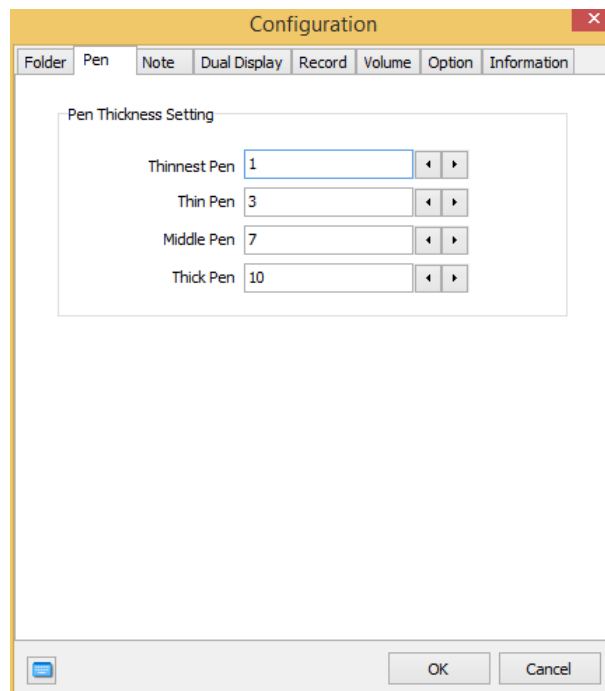 Configuration
Folder Pen Note Dual Display Record Volume Option Information
Pen Thickness Setting
Thinnest Pen 1
Thin Pen 3
Middle Pen 7
Thick Pen 10
OK Cancel